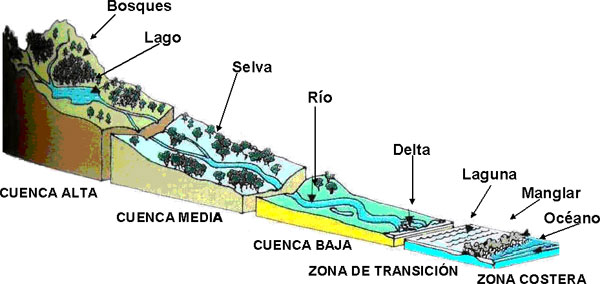 Bosques
Lago
Selva
Río
Delta
Laguna
Manglar
Océano
CUENCA ALTA
CUENCA MEDIA
CUENCA BAJA
ZONA DE TRANSICIÓN
ZONA COSTERA